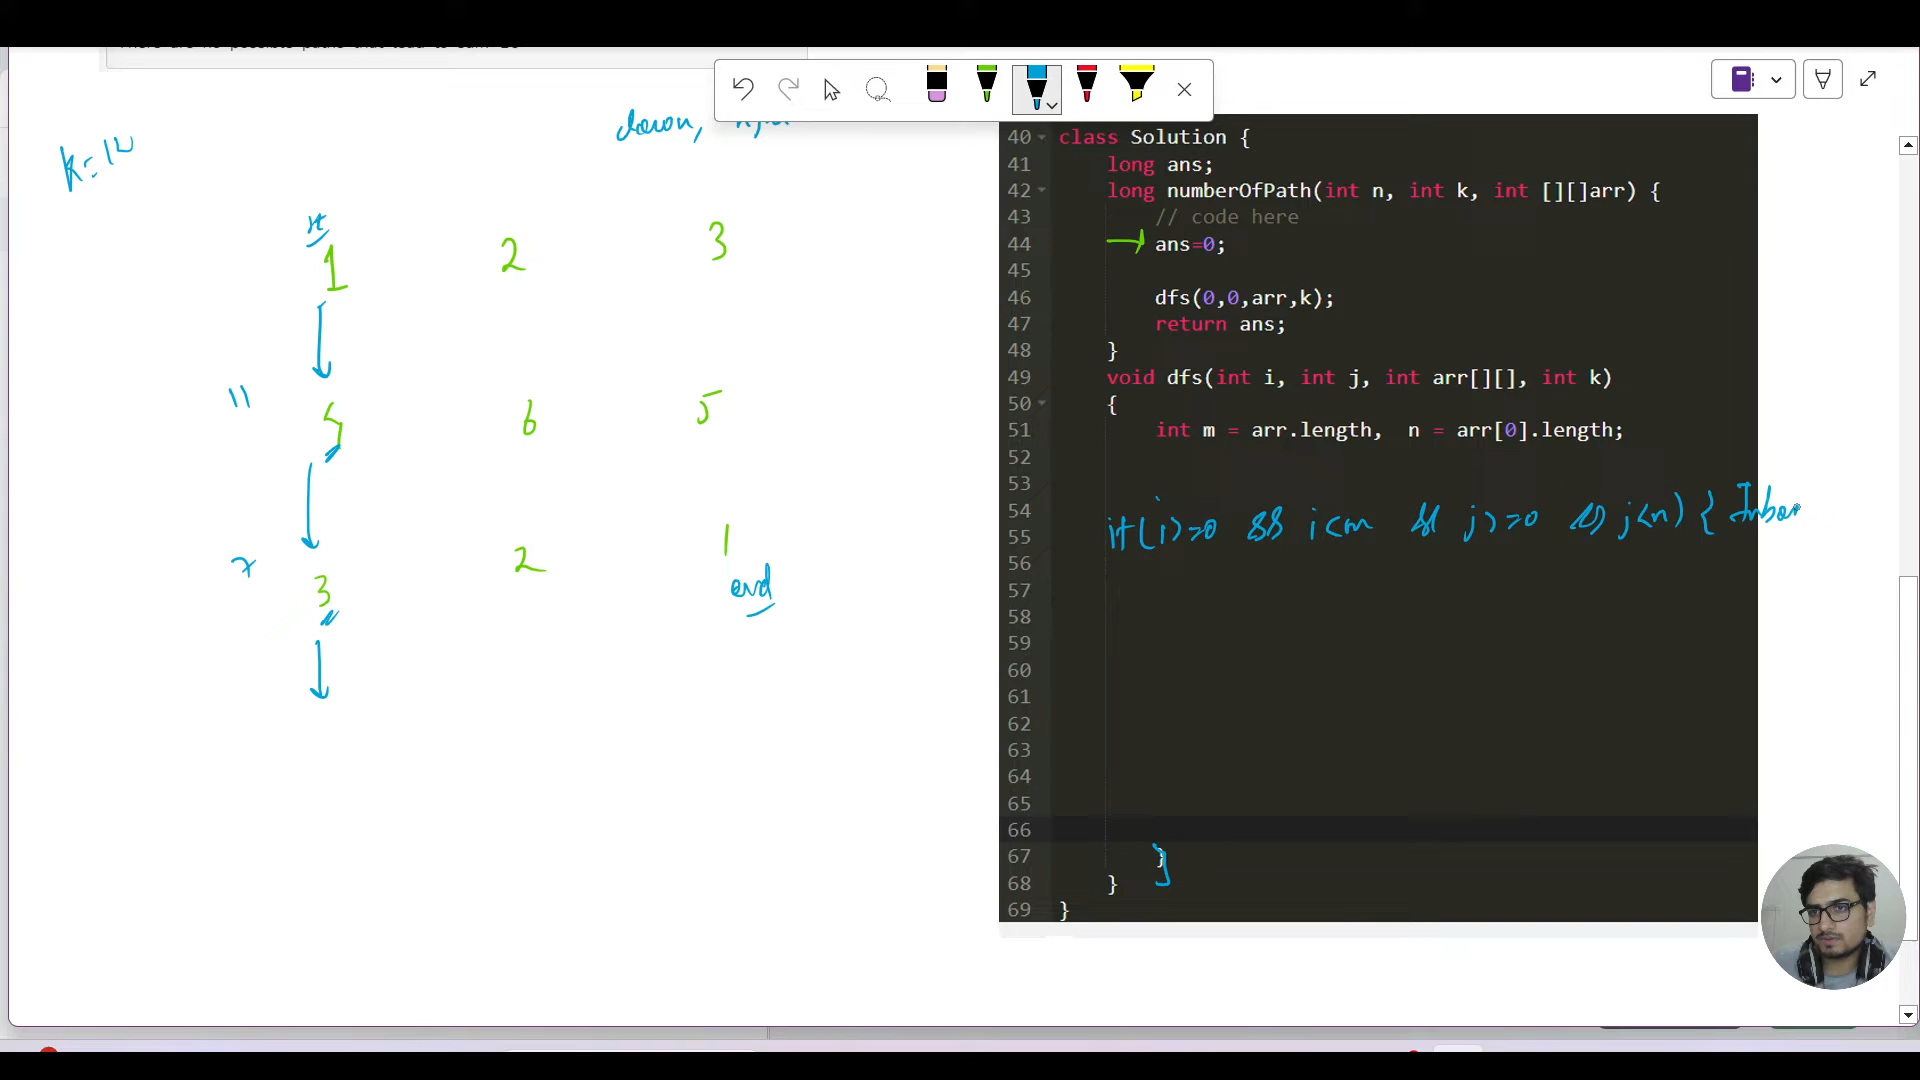 k=12
down,
st
1 2 3
11
4 6 5
7
3 2 1
end
40 class Solution {
41 long ans;
42 long numberOfPath(int n, int k, int [][]arr) {
43 // code here
44 ans=0;
45
46 dfs(0,0,arr,k);
47 return ans;
48 }
49 void dfs(int i, int j, int arr[][], int k)
50 {
51 int m = arr.length, n = arr[0].length;
52
53
54
if(i>=0 && i<m && j>=0 && j<n) {
55
56
57
58
59
60
61
62
63
64
65
66
67 }
68 }
69 }